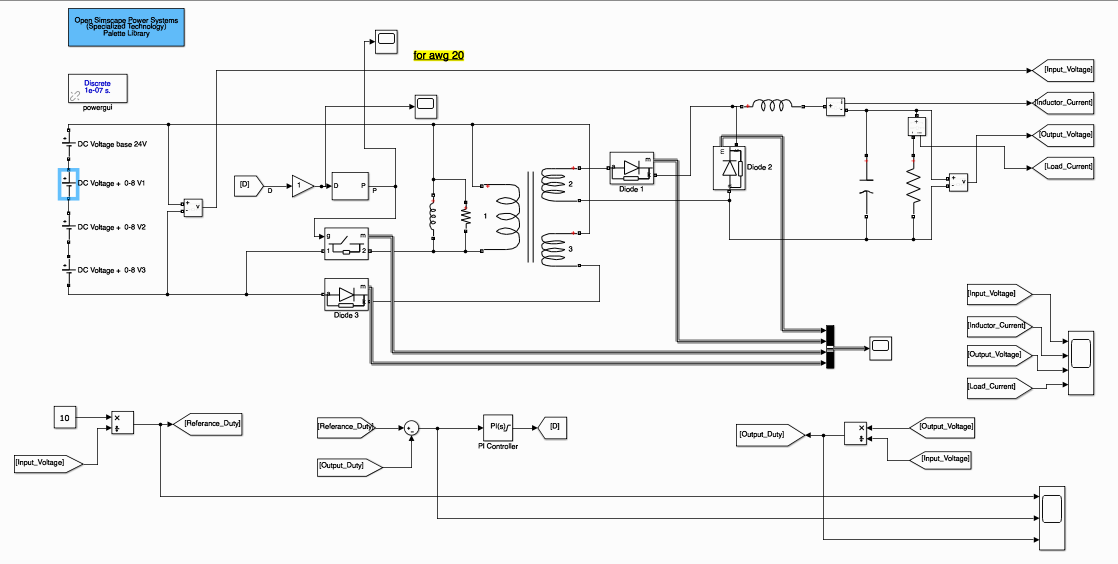 Open Simscape Power Systems
(Specialized Technology)
Palette Library
for awg 20
Discrete
1e-07 s.
powergui
[Input_Voltage]
[Inductor_Current]
[Output_Voltage]
[Load_Current]
DC Voltage base 24V
DC Voltage + 0-8 V1
DC Voltage + 0-8 V2
DC Voltage + 0-8 V3
+
-
v
[D]
D
1
D
P
P
g
m
1
2
a
m
k
Diode 3
1
2
3
+
+
+
a
m
k
Diode 1
m
Diode 2
+
-
i
+
-
i
+
-
v
[Input_Voltage]
[Inductor_Current]
[Output_Voltage]
[Load_Current]
10
×
÷
[Referance_Duty]
[Input_Voltage]
[Referance_Duty]
+
-
PI(s)
PI Controller
[D]
[Output_Duty]
[Output_Duty]
×
÷
[Output_Voltage]
[Input_Voltage]